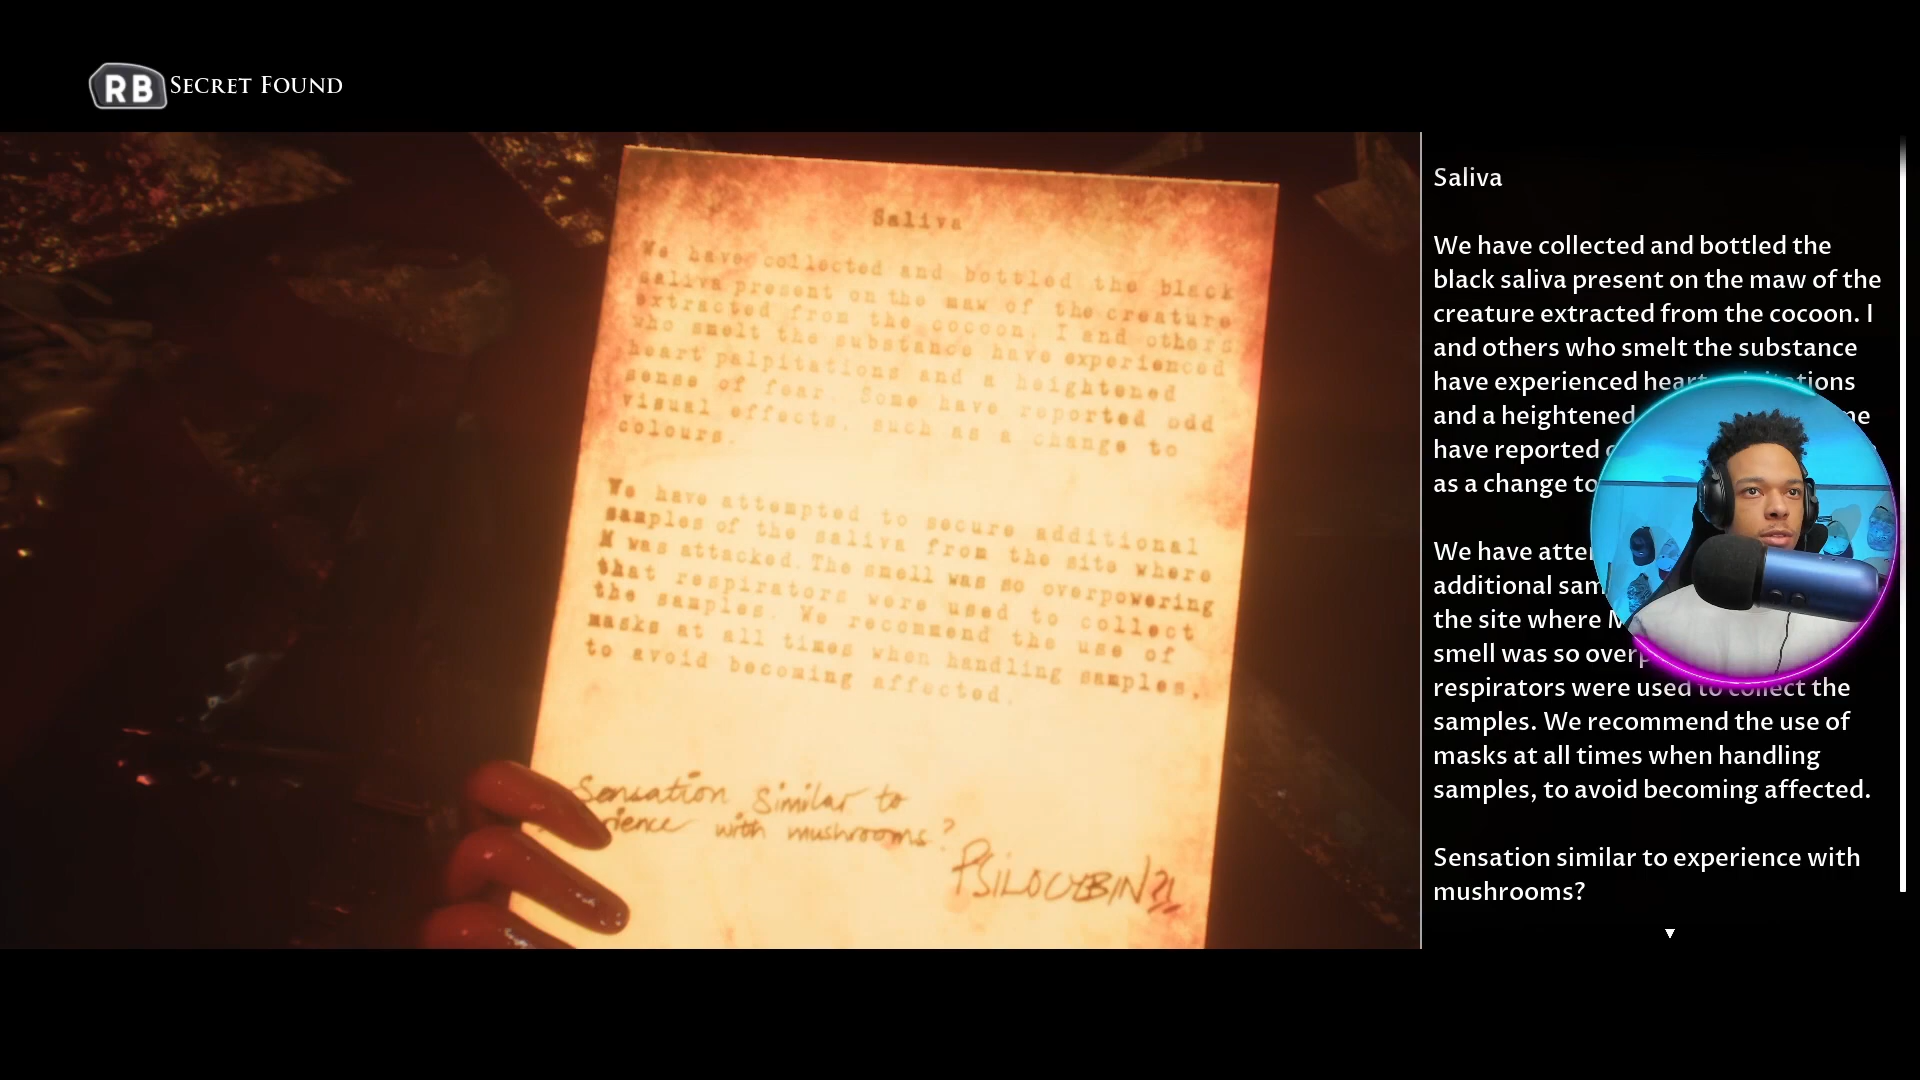 RB SECRET FOUND
Saliva
We have collected and bottled the black
saliva present on the maw of the creature
extracted from the cocoon. I and others
who smelt the substance have experienced
heart palpitations and a heightened
sense of fear. Some have reported odd
visual effects, such as a change to
colours.
We have attempted to secure additional
samples of the saliva from the site where
M was attacked. The smell was so overpowering
that respirators were used to collect
the samples. We recommend the use of
masks at all times when handling samples,
to avoid becoming affected.
Sensation similar to
rience with mushrooms?
PSILOCYBIN?!
Saliva
We have collected and bottled the
black saliva present on the maw of the
creature extracted from the cocoon. I
and others who smelt the substance
have experienced heart
and a heightened
have reported
as a change to
We have
additional
the site where
smell was so
respirators were used to collect the
samples. We recommend the use of
masks at all times when handling
samples, to avoid becoming affected.
Sensation similar to experience with
mushrooms?